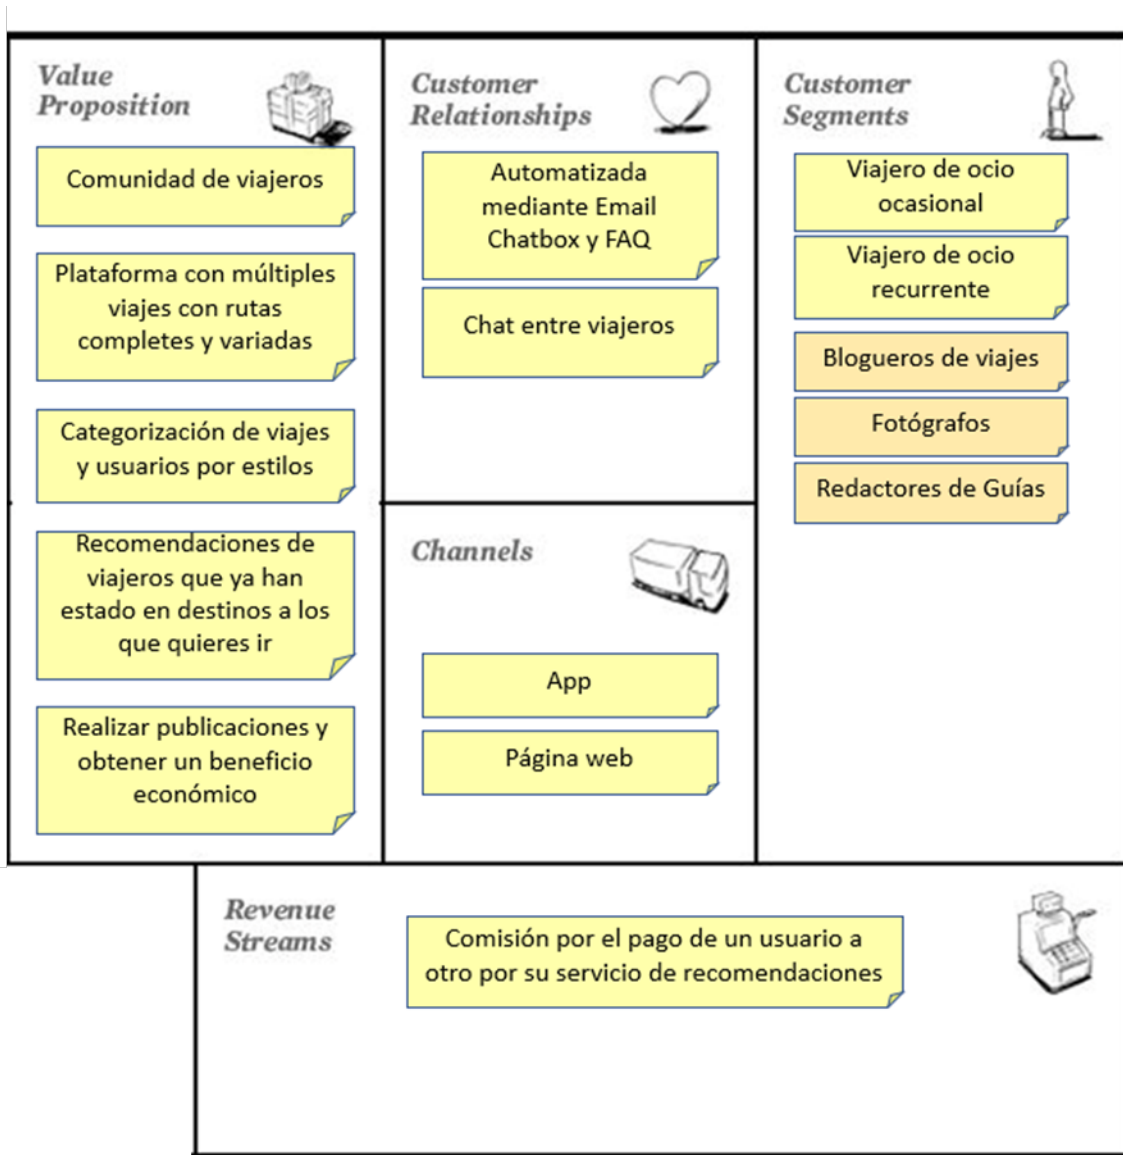 Value
Proposition
Comunidad de viajeros
Plataforma con múltiples
viajes con rutas
completes y variadas
Categorización de viajes
y usuarios por estilos
Recomendaciones de
viajeros que ya han
estado en destinos a los
que quieres ir
Realizar publicaciones y
obtener un beneficio
económico
Customer
Relationships
Automatizada
mediante Email
Chatbox y FAQ
Chat entre viajeros
Channels
App
Página web
Customer
Segments
Viajero de ocio
ocasional
Viajero de ocio
recurrente
Blogueros de viajes
Fotógrafos
Redactores de Guías
Revenue
Streams
Comisión por el pago de un usuario a
otro por su servicio de recomendaciones